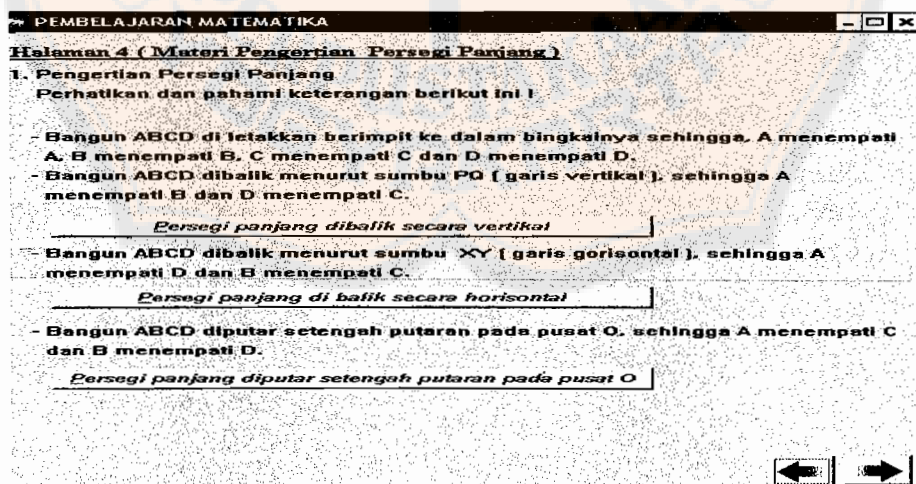 PEMBELAJARAN MATEMATIKA
Halaman 4 ( Materi Pengertian Persegi Panjang )
1. Pengertian Persegi Panjang
Perhatikan dan pahami keterangan berikut ini !
- Bangun ABCD di letakkan berimpit ke dalam bingkainya sehingga, A menempati
A, B menempati B, C menempati C dan D menempati D.
- Bangun ABCD dibalik menurut sumbu PQ ( garis vertikal ), sehingga A
menempati B dan D menempati C.
Persegi panjang dibalik secara vertikal
- Bangun ABCD dibalik menurut sumbu XY ( garis gorisontal ), sehingga A
menempati D dan B menempati C.
Persegi panjang di balik secara horisontal
- Bangun ABCD diputar setengah putaran pada pusat O, sehingga A menempati C
dan B menempati D.
Persegi panjang diputar setengah putaran pada pusat O